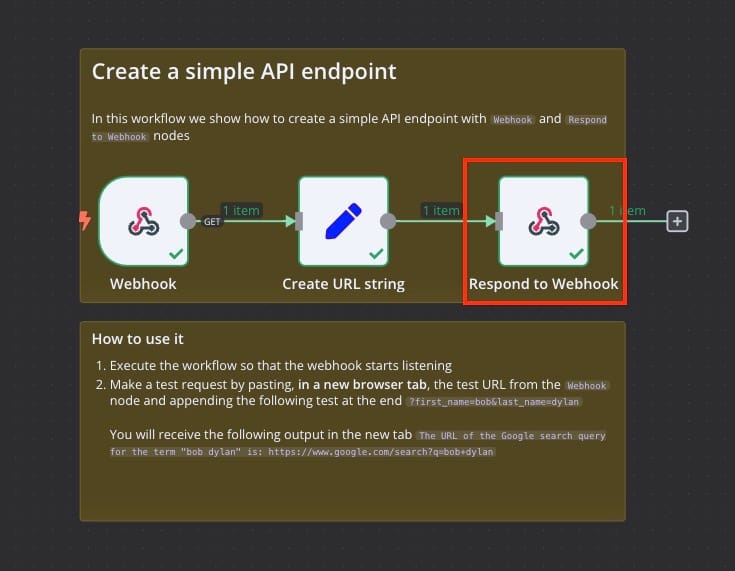 Create a simple API endpoint
In this workflow we show how to create a simple API endpoint with Webhook and Respond
to Webhook nodes
GET
1 item
1 item
1 item
Webhook
Create URL string
Respond to Webhook
How to use it
1. Execute the workflow so that the webhook starts listening
2. Make a test request by pasting, in a new browser tab, the test URL from the Webhook
node and appending the following test at the end ?first_name=bob&last_name=dylan
You will receive the following output in the new tab The URL of the Google search query
for the term "bob dylan" is: https://www.google.com/search?q=bob+dylan